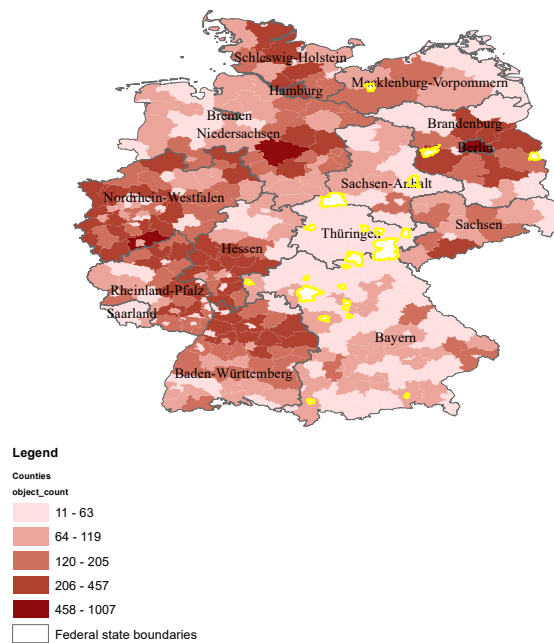 Schleswig-Holstein
Mecklenburg-Vorpommern
Hamburg
Bremen
Niedersachsen
Brandenburg
Berlin
Sachsen-Anhalt
Nordrhein-Westfalen
Sachsen
Thüringen
Hessen
Rheinland-Pfalz
Saarland
Bayern
Baden-Württemberg
Legend
Counties
object_count
11 - 63
64 - 119
120 - 205
206 - 457
458 - 1007
Federal state boundaries